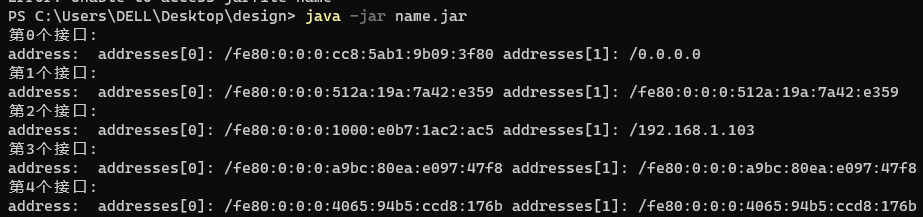 PS C:\Users\DELL\Desktop\design> java -jar name.jar
第0个接口:
address:  addresses[0]: /fe80:0:0:0:cc8:5ab1:9b09:3f80 addresses[1]: /0.0.0.0
第1个接口:
address:  addresses[0]: /fe80:0:0:0:512a:19a:7a42:e359 addresses[1]: /fe80:0:0:0:512a:19a:7a42:e359
第2个接口:
address:  addresses[0]: /fe80:0:0:0:1000:e0b7:1ac2:ac5 addresses[1]: /192.168.1.103
第3个接口:
address:  addresses[0]: /fe80:0:0:0:a9bc:80ea:e097:47f8 addresses[1]: /fe80:0:0:0:a9bc:80ea:e097:47f8
第4个接口:
address:  addresses[0]: /fe80:0:0:0:4065:94b5:ccd8:176b addresses[1]: /fe80:0:0:0:4065:94b5:ccd8:176b